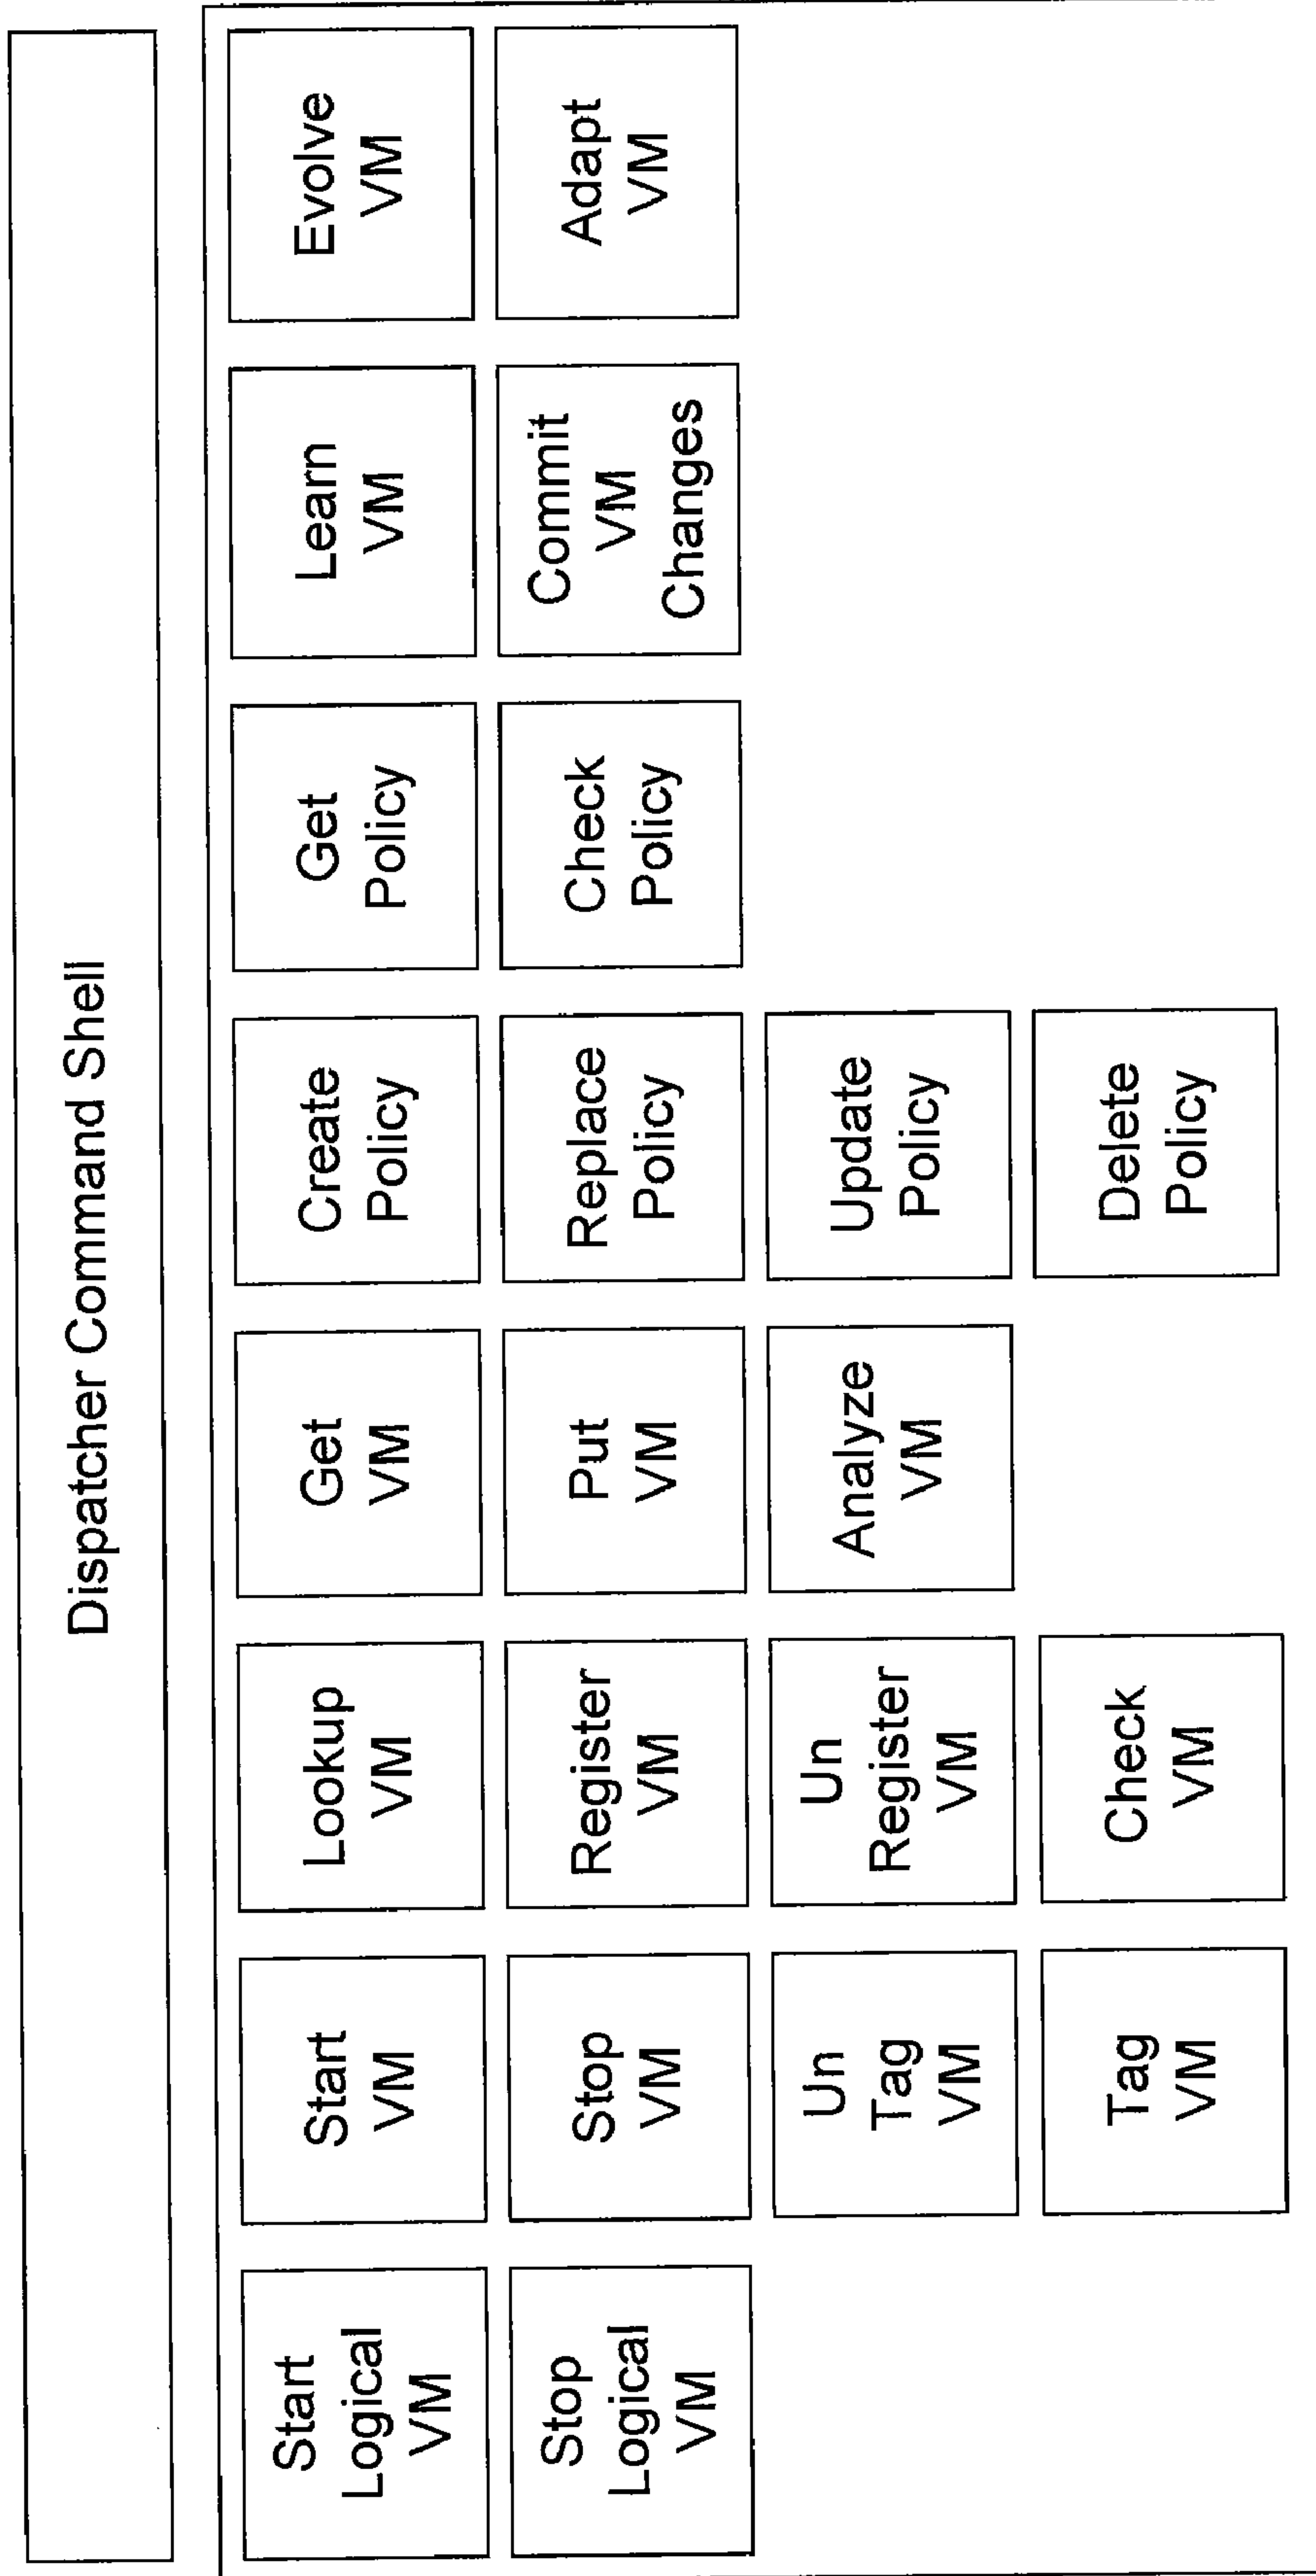 Dispatcher Command Shell
Start
Logical
VM
Start
VM
Lookup
VM
Get
VM
Create
Policy
Get
Policy
Learn
VM
Evolve
VM
Stop
Logical
VM
Stop
VM
Register
VM
Put
VM
Replace
Policy
Check
Policy
Commit
VM
Changes
Adapt
VM
Un
Tag
VM
Un
Register
VM
Analyze
VM
Update
Policy
Tag
VM
Check
VM
Delete
Policy